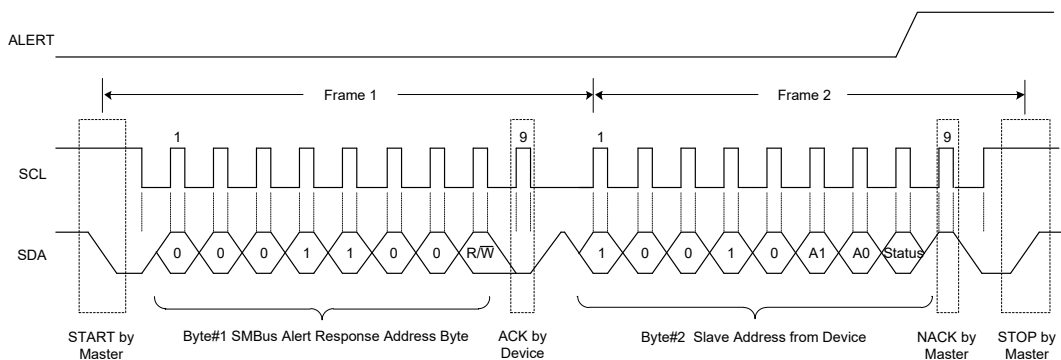 ALERT
Frame 1
Frame 2
1
9
1
9
SCL
SDA
0
0
0
1
1
0
0
R/W̅
1
0
0
1
0
A1
A0
Status
START by
Master
Byte#1 SMBus Alert Response Address Byte
ACK by
Device
Byte#2 Slave Address from Device
NACK by
Master
STOP by
Master